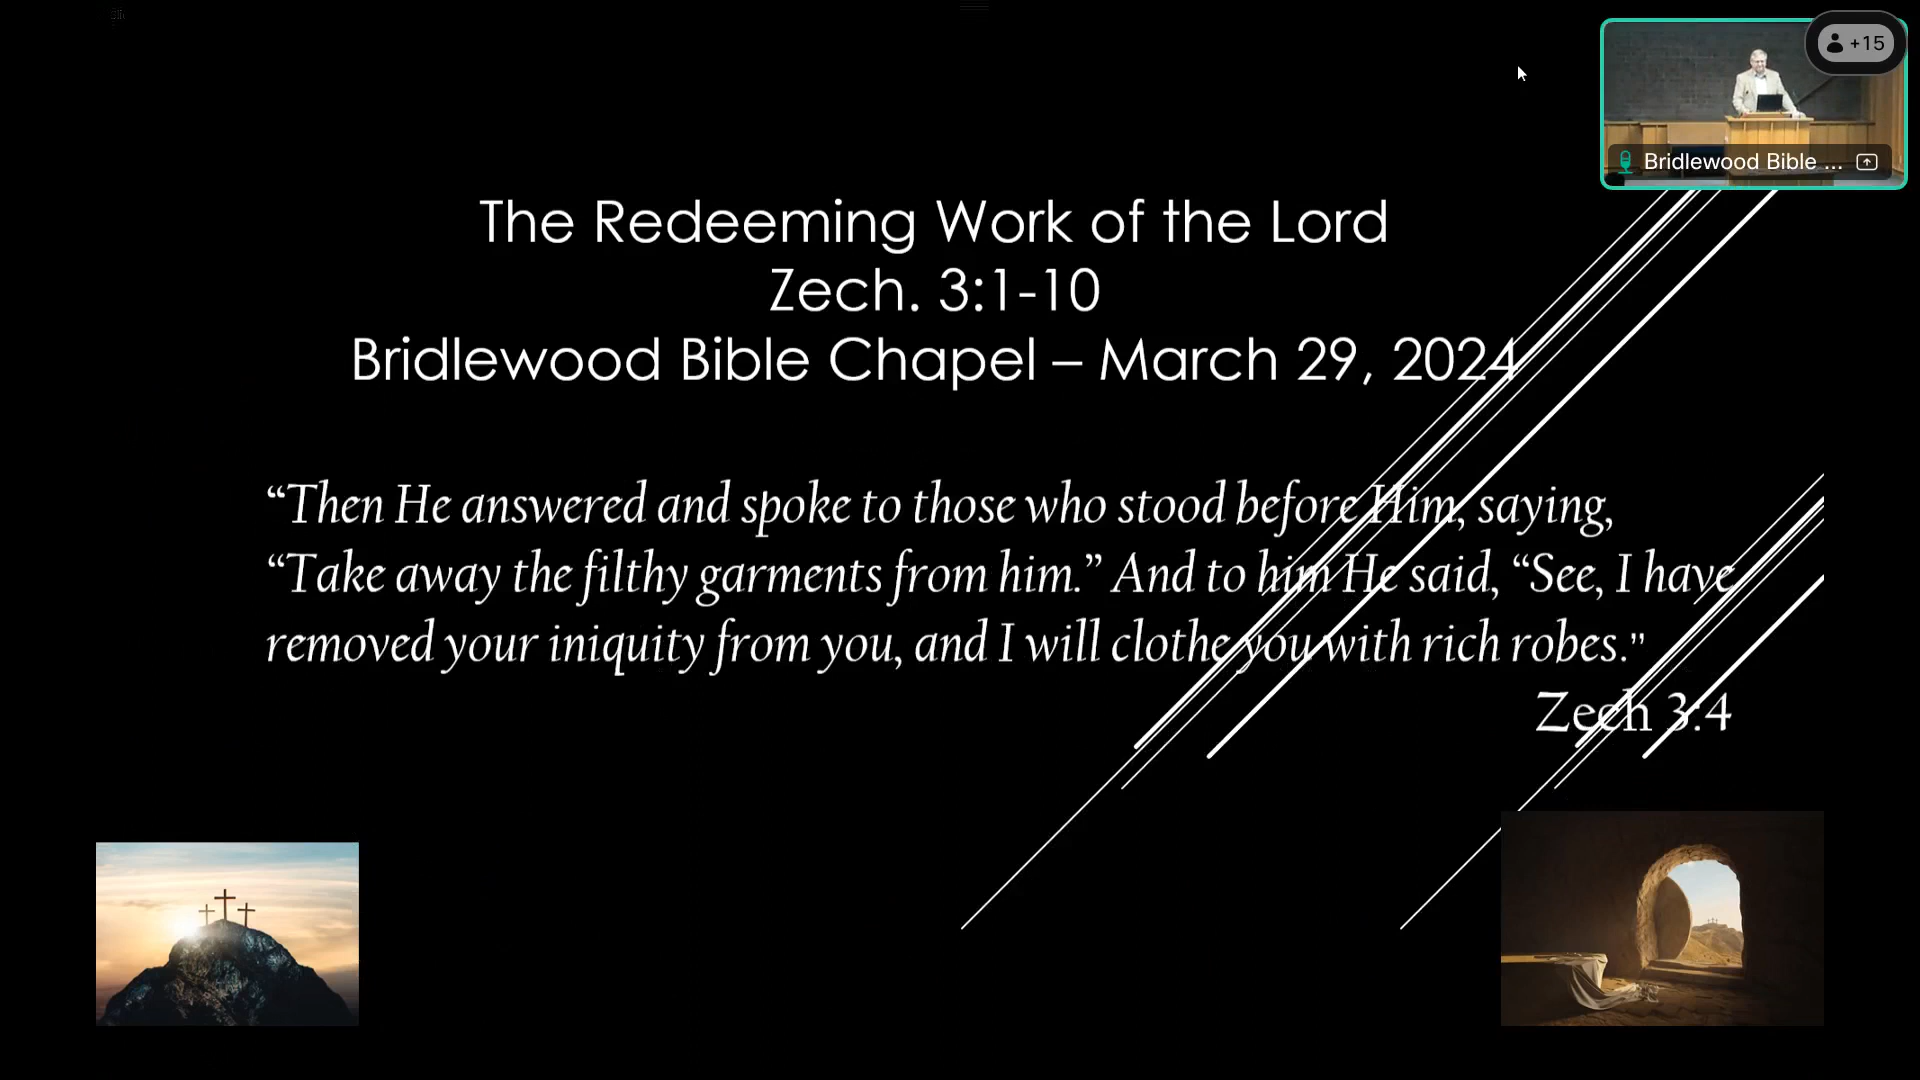 +15
Bridlewood Bible ...
The Redeeming Work of the Lord
Zech. 3:1-10
Bridlewood Bible Chapel – March 29, 2024
“Then He answered and spoke to those who stood before Him, saying,
“Take away the filthy garments from him.” And to him He said, “See, I have
removed your iniquity from you, and I will clothe you with rich robes."
Zech 3:4